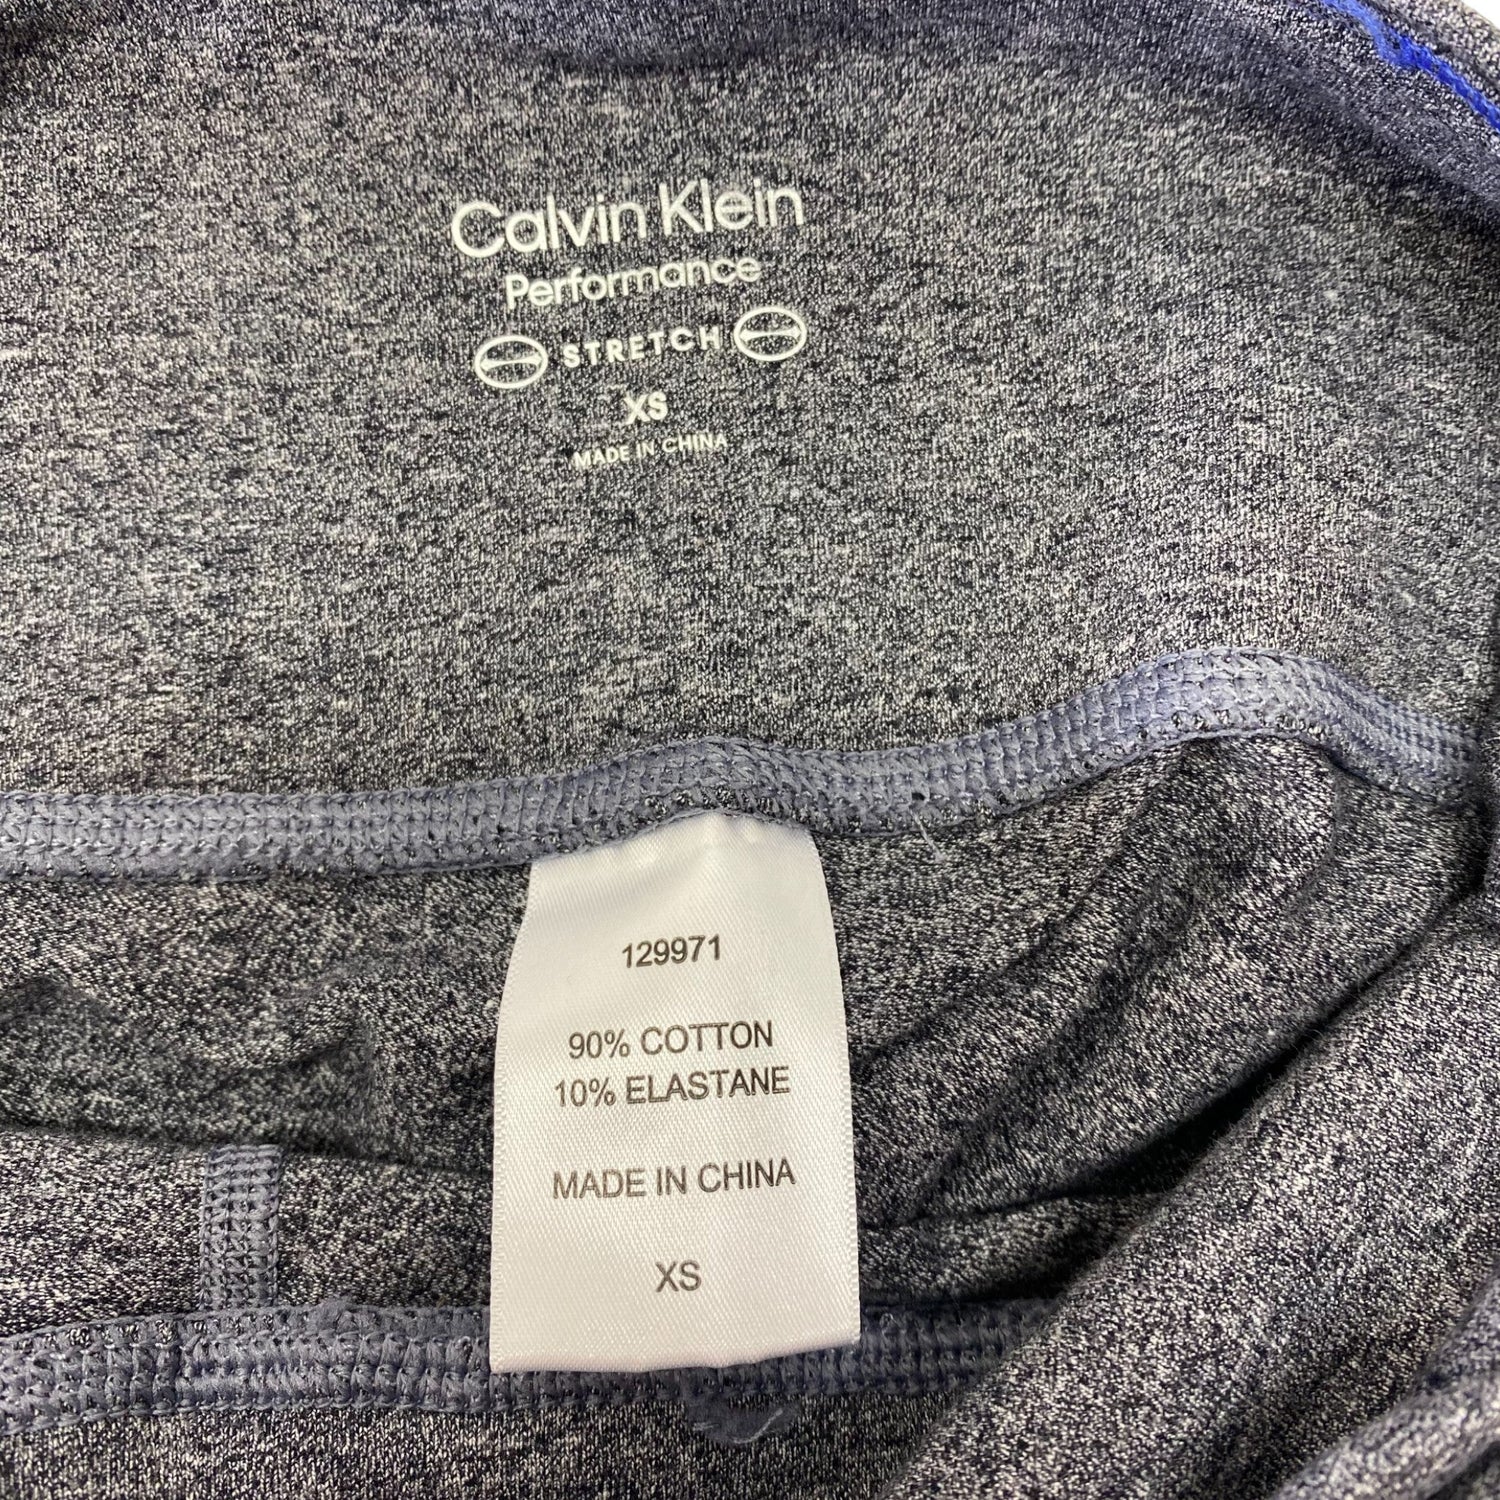 Calvin Klein
Performance
STRETCH
XS
MADE IN CHINA
129971
90% COTTON
10% ELASTANE
MADE IN CHINA
XS